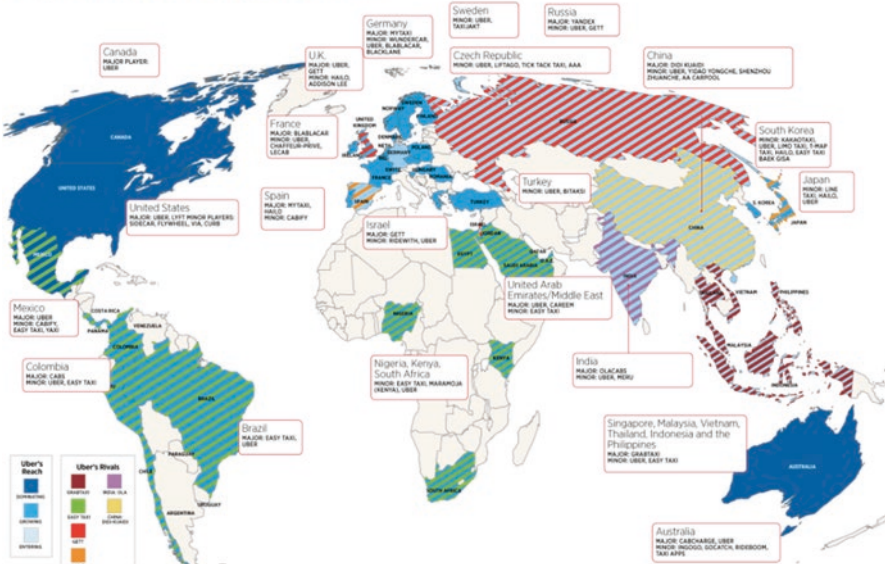 Canada
MAJOR PLAYER:
UBER
U.K.
MAJOR: UBER,
GETT
MINOR: HAILO,
ADDISON LEE
Germany
MAJOR: MYTAXI
MINOR: WUNDERCAR,
UBER, BLABLACAR,
BLACKLANE
Sweden
MINOR: UBER,
TAXIJAKT
Russia
MAJOR: YANDEX
MINOR: UBER, GETT
Czech Republic
MINOR: UBER, LIFTAGO, TICK TACK TAXI, AAA
China
MAJOR: DIDI KUAIDI
MINOR: UBER, YIDAO YONGCHE, SHENZHOU
ZHUANCHE, AA CARPOOL
France
MAJOR: BLABLACAR
MINOR: UBER,
CHAFFEUR-PRIVE,
LECAB
South Korea
MINOR: KAKAOTAXI,
UBER, LIMO TAXI, T-MAP
TAXI, HAILO, EASY TAXI
BAEK GISA
Japan
MINOR: LINE
TAXI, HAILO,
UBER
Spain
MAJOR: MYTAXI,
HAILO
MINOR: CABIFY
Turkey
MINOR: UBER, BITAKSI
United States
MAJOR: UBER, LYFT MINOR PLAYERS:
SIDECAR, FLYWHEEL, VIA, CURB
Israel
MAJOR: GETT
MINOR: RIDEWITH, UBER
United Arab
Emirates/Middle East
MAJOR: UBER, CAREEM
MINOR: EASY TAXI
Mexico
MAJOR: UBER
MINOR: CABIFY,
EASY TAXI, YAXI
Colombia
MAJOR: CABS
MINOR: UBER, EASY TAXI
Nigeria, Kenya,
South Africa
MINOR: EASY TAXI, MARAMOJA
(KENYA), UBER
India
MAJOR: OLACABS
MINOR: UBER, MERU
Brazil
MAJOR: EASY TAXI,
UBER
Singapore, Malaysia, Vietnam,
Thailand, Indonesia and the
Philippines
MAJOR: GRABTAXI
MINOR: UBER, EASY TAXI
Australia
MAJOR: CABCHARGE, UBER
MINOR: INGOGO, GOCATCH, RIDEBOOM,
TAXI APPS
CANADA
UNITED STATES
MEXICO
COSTA RICA
PANAMA
VENEZUELA
COLOMBIA
BRAZIL
PARAGUAY
CHILE
URUGUAY
ARGENTINA
NORWAY
SWEDEN
FINLAND
UNITED
KINGDOM
IRELAND
DENMARK
GERMANY
POLAND
FRANCE
HUNGARY
ROMANIA
SPAIN
TURKEY
RUSSIA
ISRAEL
JORDAN
EGYPT
SAUDI ARABIA
QATAR
U.A.E.
NIGERIA
KENYA
SOUTH AFRICA
INDIA
CHINA
S. KOREA
JAPAN
VIETNAM
PHILIPPINES
MALAYSIA
INDONESIA
AUSTRALIA
Uber's
Reach
DOMINATING
GROWING
ENTERING
Uber's Rivals
GRABTAXI
INDIA: OLA
EASY TAXI
CHINA:
DIDI-KUAIDI
GETT